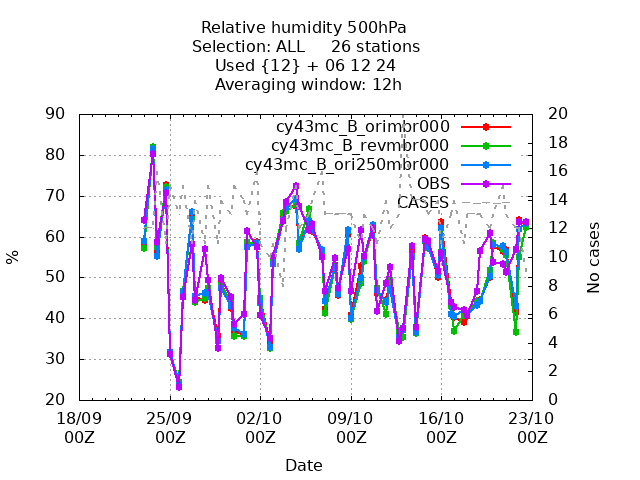 Relative humidity 500hPa
Selection: ALL 26 stations
Used {12} + 06 12 24
Averaging window: 12h
90 20
cy43mc_B_orimbr000
18
80 cy43mc_B_revmbr000
16
cy43mc_B_ori250mbr000
70 OBS 14
CASES
60 12
% 10 No cases
50 8
40 6
4
30
2
20 0
18/09 25/09 02/10 09/10 16/10 23/10
00Z 00Z 00Z 00Z 00Z 00Z
Date